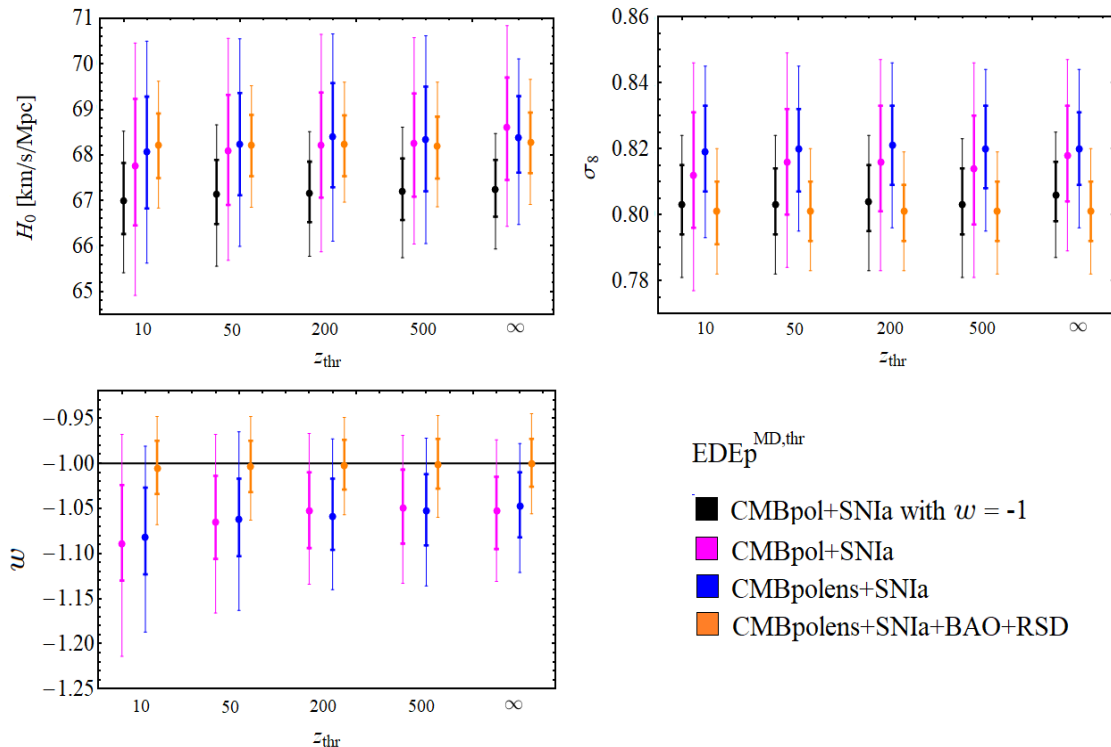 71
70
69
68
67
66
65
H₀ [km/s/Mpc]
10 50 200 500 ∞
z_thr
0.86
0.84
0.82
0.80
0.78
σ₈
10 50 200 500 ∞
z_thr
−0.95
−1.00
−1.05
−1.10
−1.15
−1.20
−1.25
w
10 50 200 500 ∞
z_thr
EDEp^MD,thr
CMBpol+SNIa with w = -1
CMBpol+SNIa
CMBpolens+SNIa
CMBpolens+SNIa+BAO+RSD